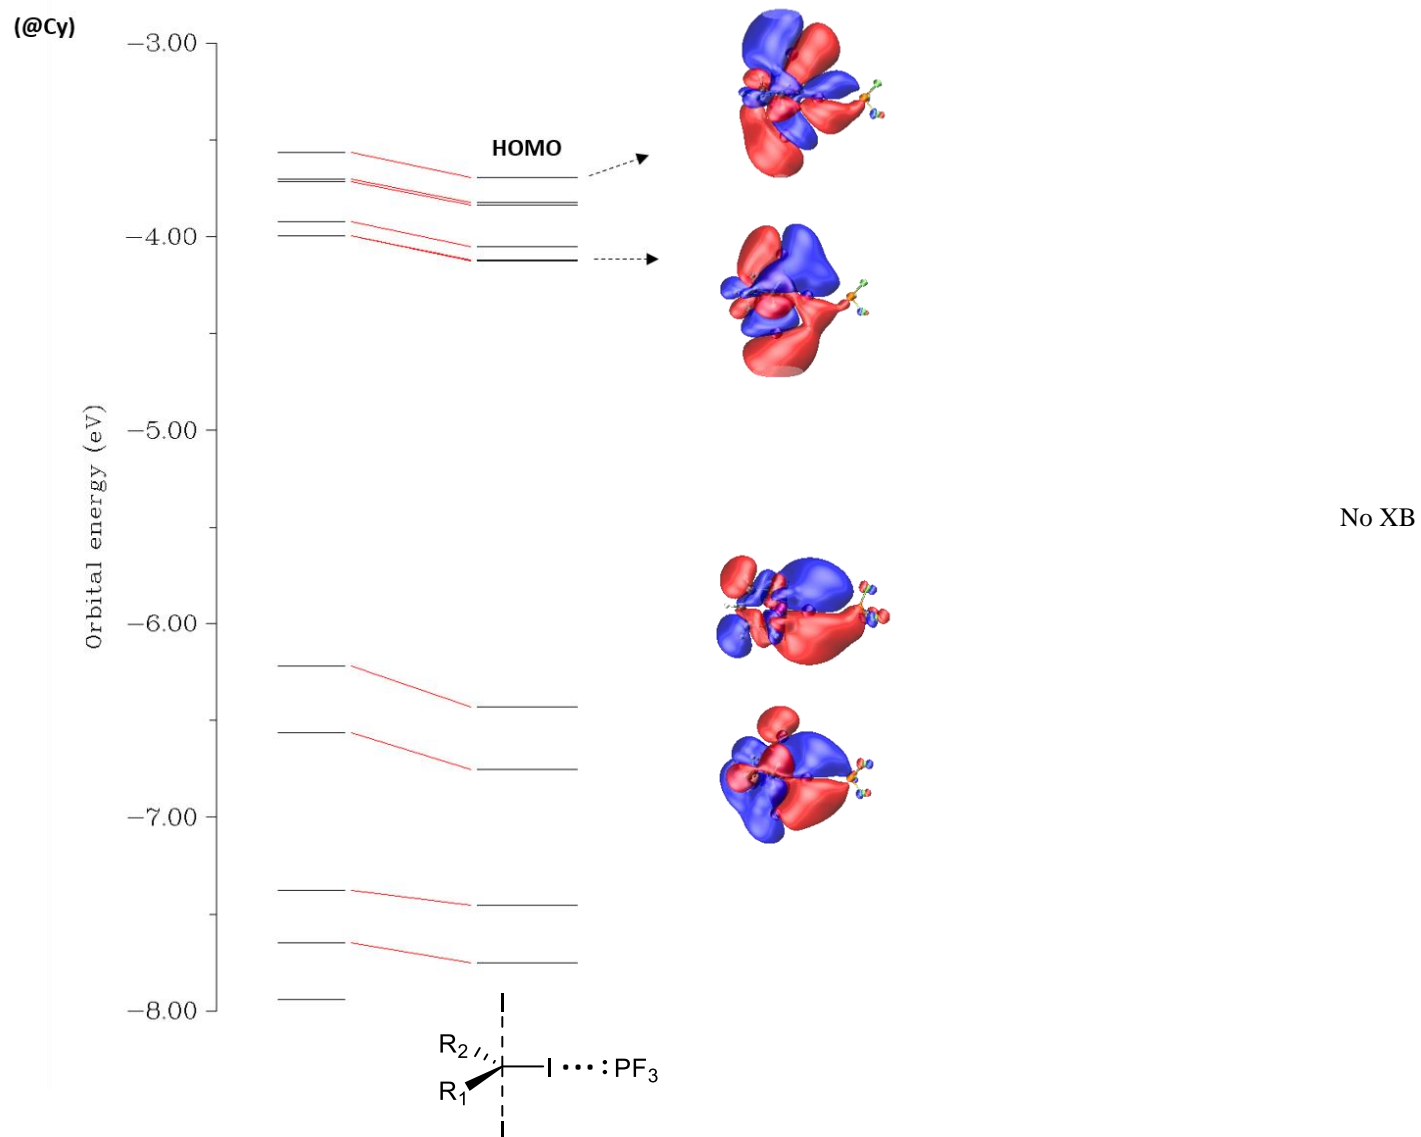 (@Cy)
−3.00
HOMO
−4.00
−5.00
Orbital energy (eV)
No XB
−6.00
−7.00
−8.00
I
R2
I
:PF3
R1
I